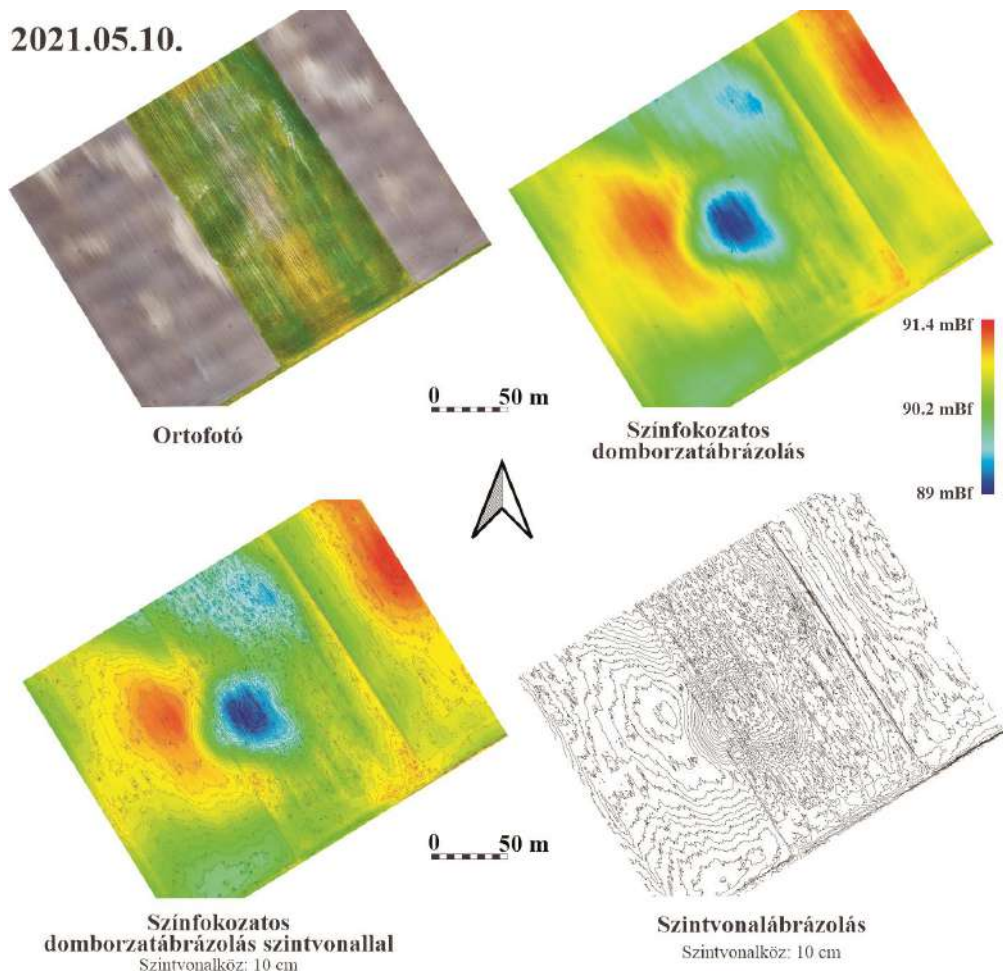 2021.05.10.
Ortofotó
0 50 m
Színfokozatos
domborzatábrázolás
91.4 mBf
90.2 mBf
89 mBf
Színfokozatos
domborzatábrázolás szintvonallal
Szintvonalköz: 10 cm
0 50 m
Szintvonalábrázolás
Szintvonalköz: 10 cm